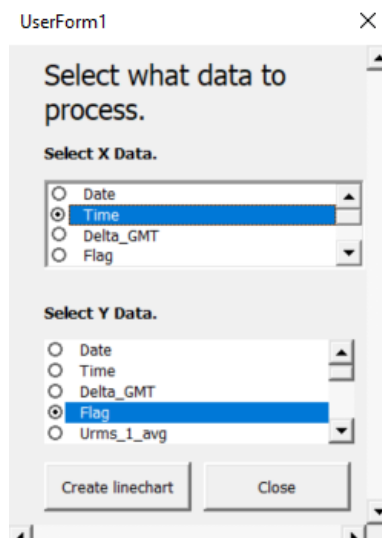 UserForm1
Select what data to
process.
Select X Data.
Date
Time
Delta_GMT
Flag
Select Y Data.
Date
Time
Delta_GMT
Flag
Urms_1_avg
Create linechart
Close